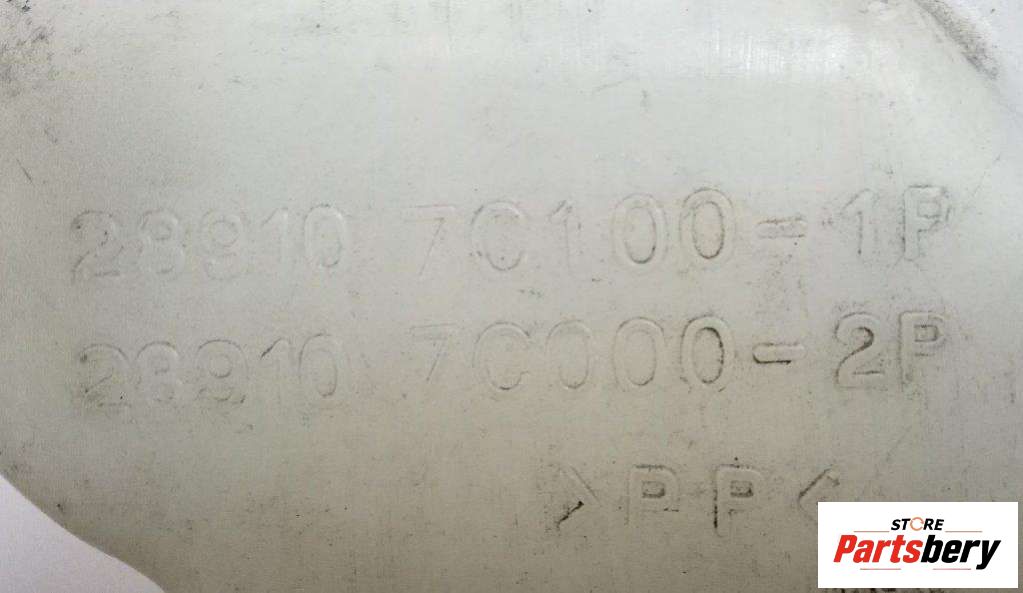 28910 7C100-1P
28910 7C000-2P
>PP<
STORE
Partsbery